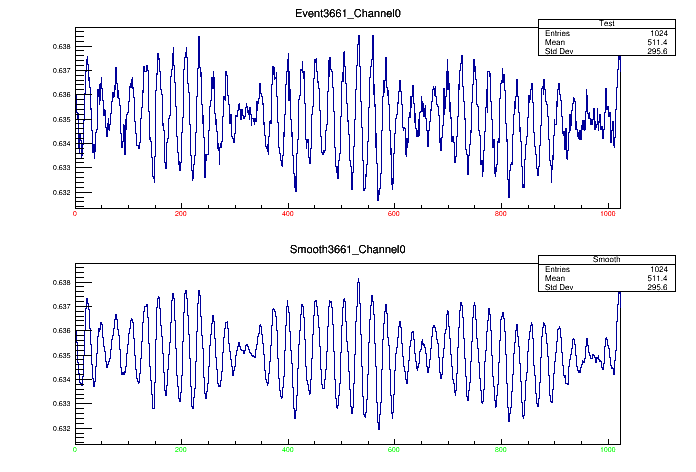 Event3661_Channel0
Test
Entries 1024
Mean 511.4
Std Dev 295.6
0.638
0.637
0.636
0.635
0.634
0.633
0.632
0 200 400 600 800 1000
Smooth3661_Channel0
Smooth
Entries 1024
Mean 511.4
Std Dev 295.6
0.638
0.637
0.636
0.635
0.634
0.633
0.632
0 200 400 600 800 1000